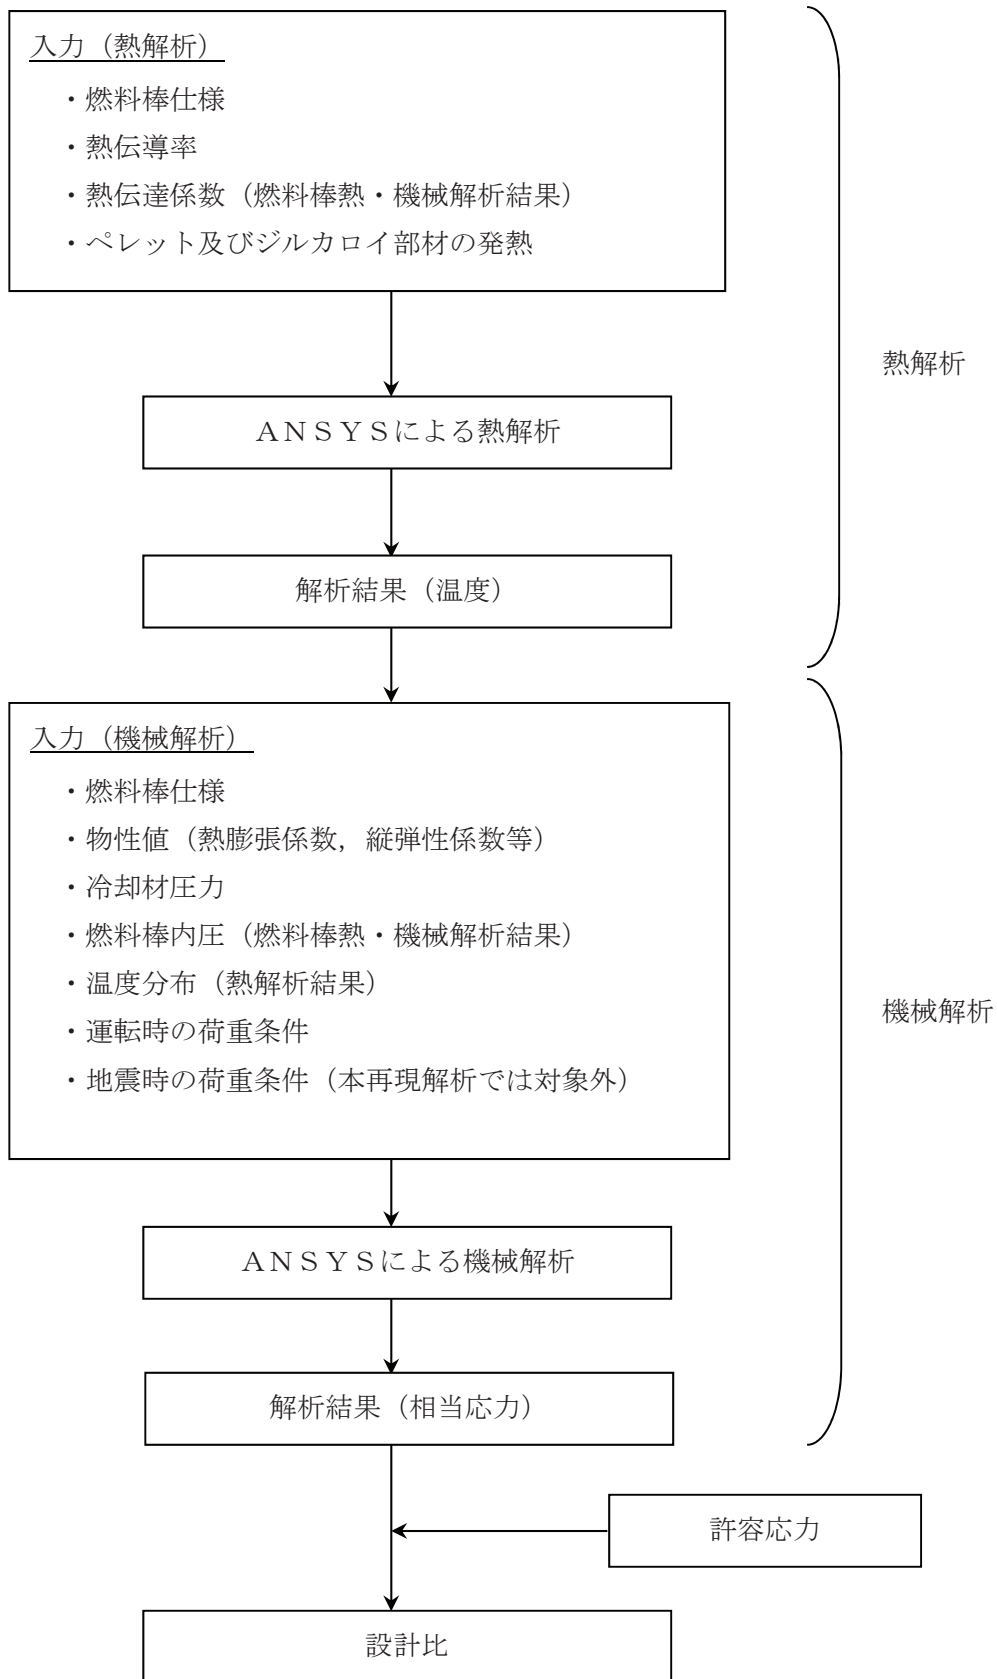 入力（熱解析）
・燃料棒仕様
・熱伝導率
・熱伝達係数（燃料棒熱・機械解析結果）
・ペレット及びジルカロイ部材の発熱
熱解析
ＡＮＳＹＳによる熱解析
解析結果（温度）
入力（機械解析）
・燃料棒仕様
・物性値（熱膨張係数，縦弾性係数等）
・冷却材圧力
・燃料棒内圧（燃料棒熱・機械解析結果）
・温度分布（熱解析結果）
・運転時の荷重条件
・地震時の荷重条件（本再現解析では対象外）
機械解析
ＡＮＳＹＳによる機械解析
解析結果（相当応力）
許容応力
設計比